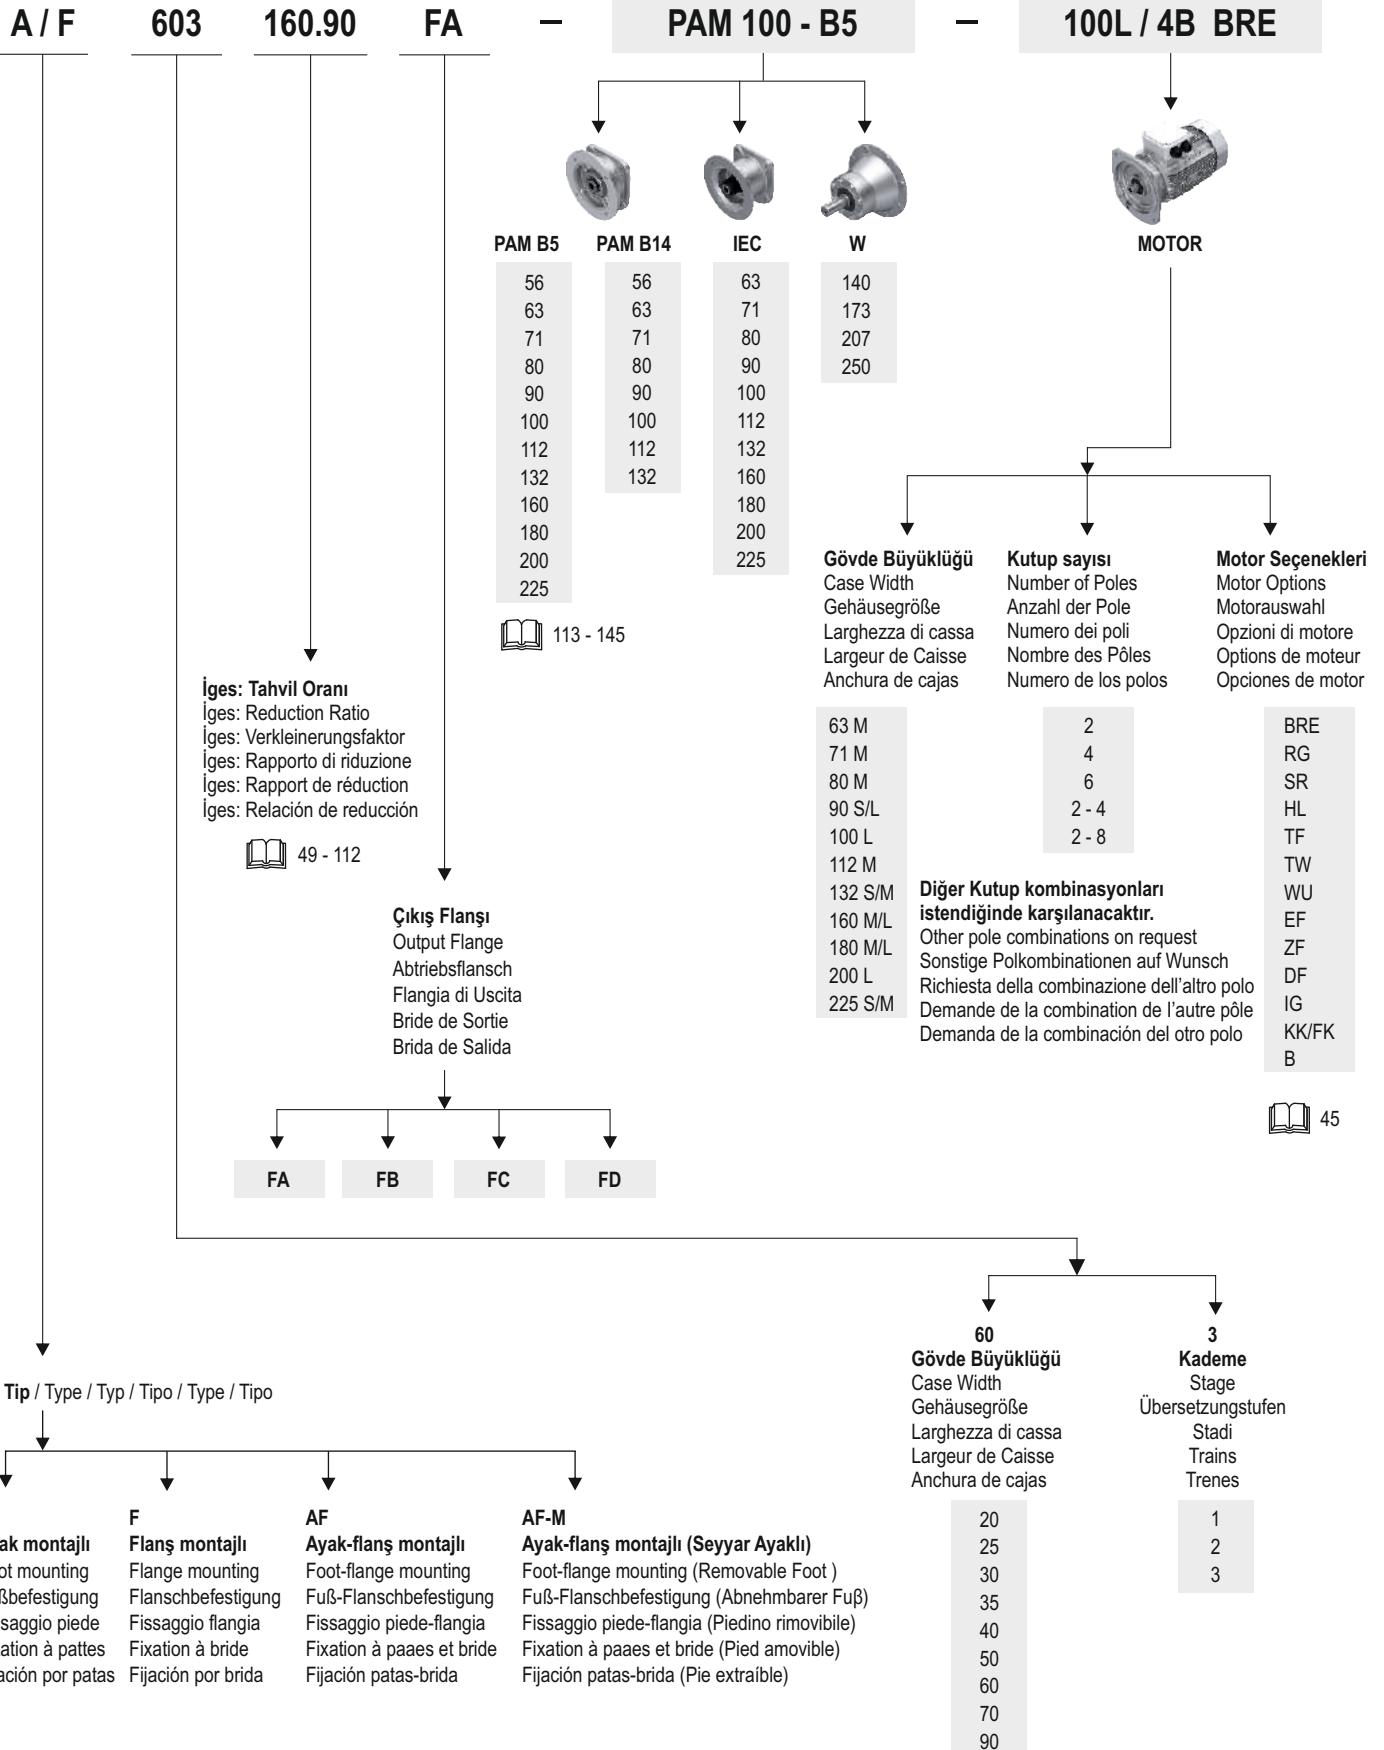 A / F 603 160.90 FA – PAM 100 - B5 – 100L / 4B BRE
PAM B5
56
63
71
80
90
100
112
132
160
180
200
225
PAM B14
56
63
71
80
90
100
112
132
IEC
63
71
80
90
100
112
132
160
180
200
225
W
140
173
207
250
113 - 145
MOTOR
Gövde Büyüklüğü
Case Width
Gehäusegröße
Larghezza di cassa
Largeur de Caisse
Anchura de cajas
63 M
71 M
80 M
90 S/L
100 L
112 M
132 S/M
160 M/L
180 M/L
200 L
225 S/M
Kutup sayısı
Number of Poles
Anzahl der Pole
Numero dei poli
Nombre des Pôles
Numero de los polos
2
4
6
2 - 4
2 - 8
Diğer Kutup kombinasyonları
istendiğinde karşılanacaktır.
Other pole combinations on request
Sonstige Polkombinationen auf Wunsch
Richiesta della combinazione dell’altro polo
Demande de la combination de l’autre pôle
Demanda de la combinación del otro polo
Motor Seçenekleri
Motor Options
Motorauswahl
Opzioni di motore
Options de moteur
Opciones de motor
BRE
RG
SR
HL
TF
TW
WU
EF
ZF
DF
IG
KK/FK
B
45
İges: Tahvil Oranı
İges: Reduction Ratio
İges: Verkleinerungsfaktor
İges: Rapporto di riduzione
İges: Rapport de réduction
İges: Relación de reducción
49 - 112
Çıkış Flanşı
Output Flange
Abtriebsflansch
Flangia di Uscita
Bride de Sortie
Brida de Salida
FA FB FC FD
60
Gövde Büyüklüğü
Case Width
Gehäusegröße
Larghezza di cassa
Largeur de Caisse
Anchura de cajas
20
25
30
35
40
50
60
70
90
3
Kademe
Stage
Übersetzungstufen
Stadi
Trains
Trenes
1
2
3
Tip / Type / Typ / Tipo / Type / Tipo
ak montajlı
ot mounting
ßbefestigung
ssaggio piede
ation à pattes
ación por patas
F
Flanş montajlı
Flange mounting
Flanschbefestigung
Fissaggio flangia
Fixation à bride
Fijación por brida
AF
Ayak-flanş montajlı
Foot-flange mounting
Fuß-Flanschbefestigung
Fissaggio piede-flangia
Fixation à paaes et bride
Fijación patas-brida
AF-M
Ayak-flanş montajlı (Seyyar Ayaklı)
Foot-flange mounting (Removable Foot )
Fuß-Flanschbefestigung (Abnehmbarer Fuβ)
Fissaggio piede-flangia (Piedino rimovibile)
Fixation à paaes et bride (Pied amovible)
Fijación patas-brida (Pie extraíble)